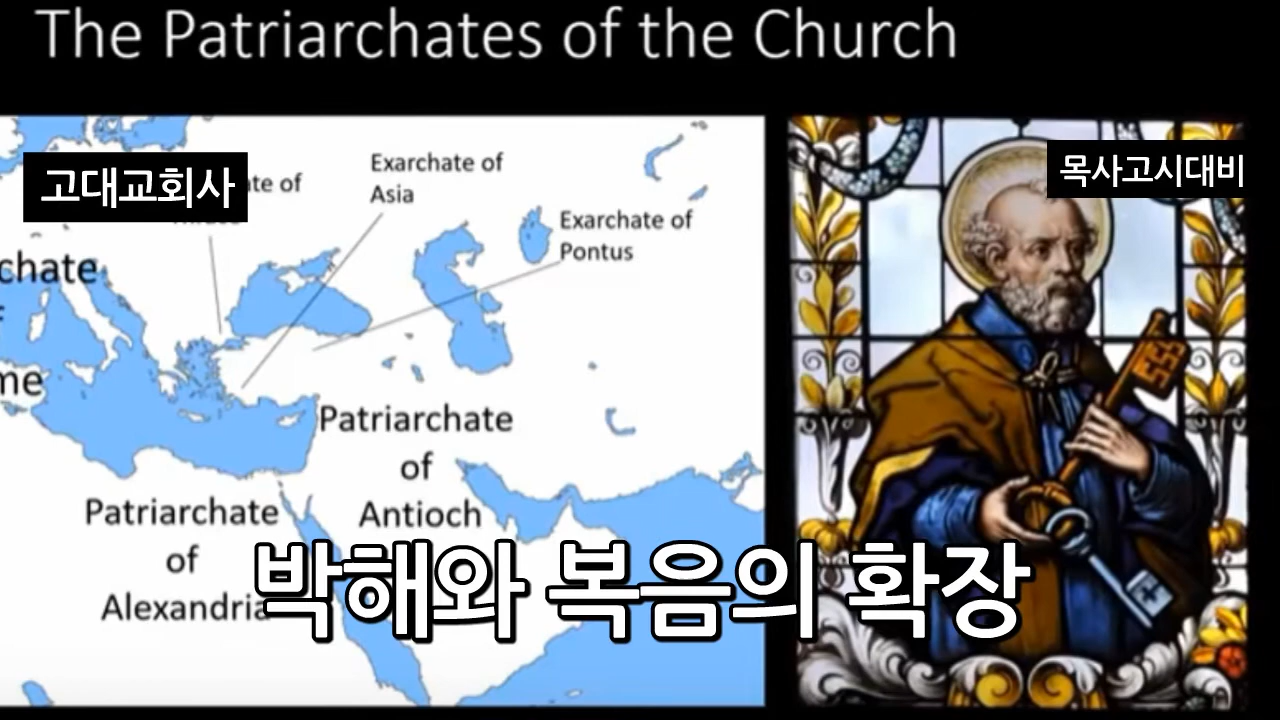 The Patriarchates of the Church
고대교회사
목사고시대비
Exarchate of
Asia
Exarchate of
Pontus
Patriarchate
of
Antioch
Patriarchate
of
Alexandria
박해와 복음의 확장